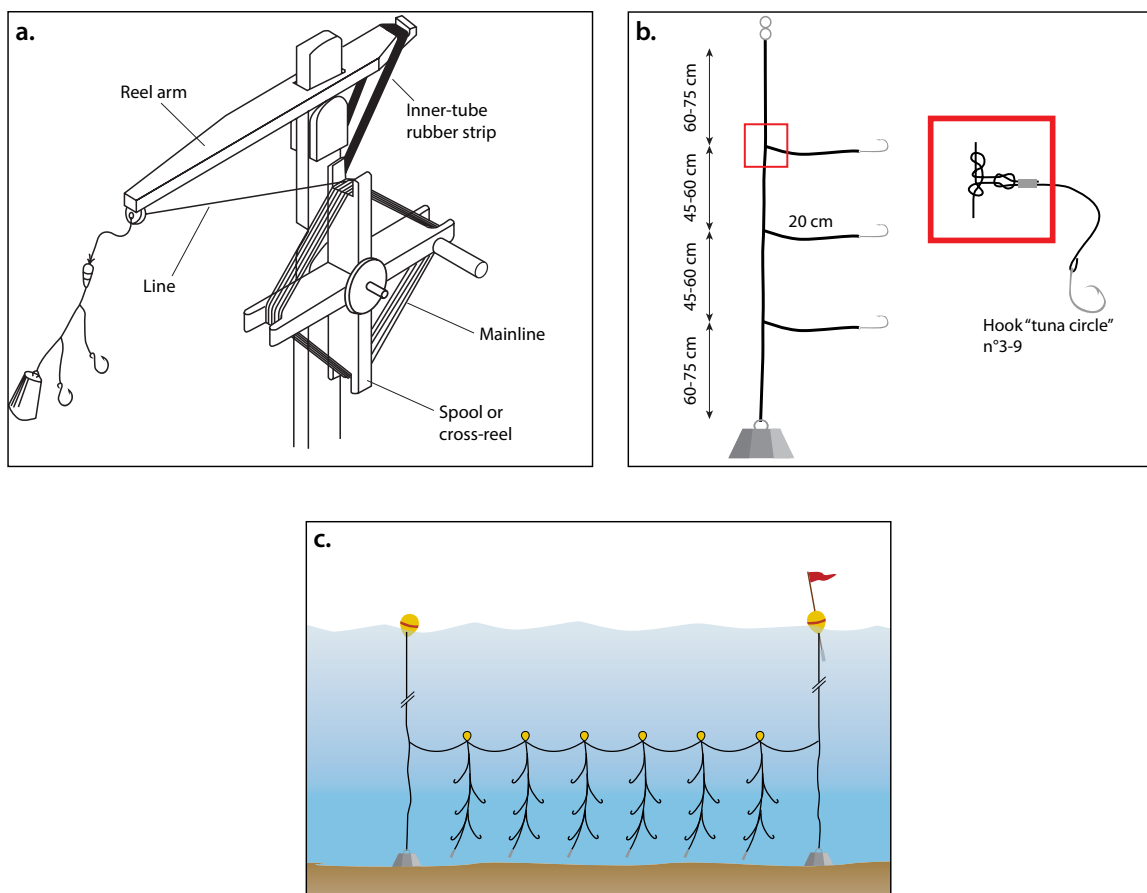 a.
Reel arm
Inner-tube
rubber strip
Line
Mainline
Spool or
cross-reel
b.
60-75 cm
45-60 cm
20 cm
45-60 cm
60-75 cm
Hook “tuna circle”
n°3-9
c.